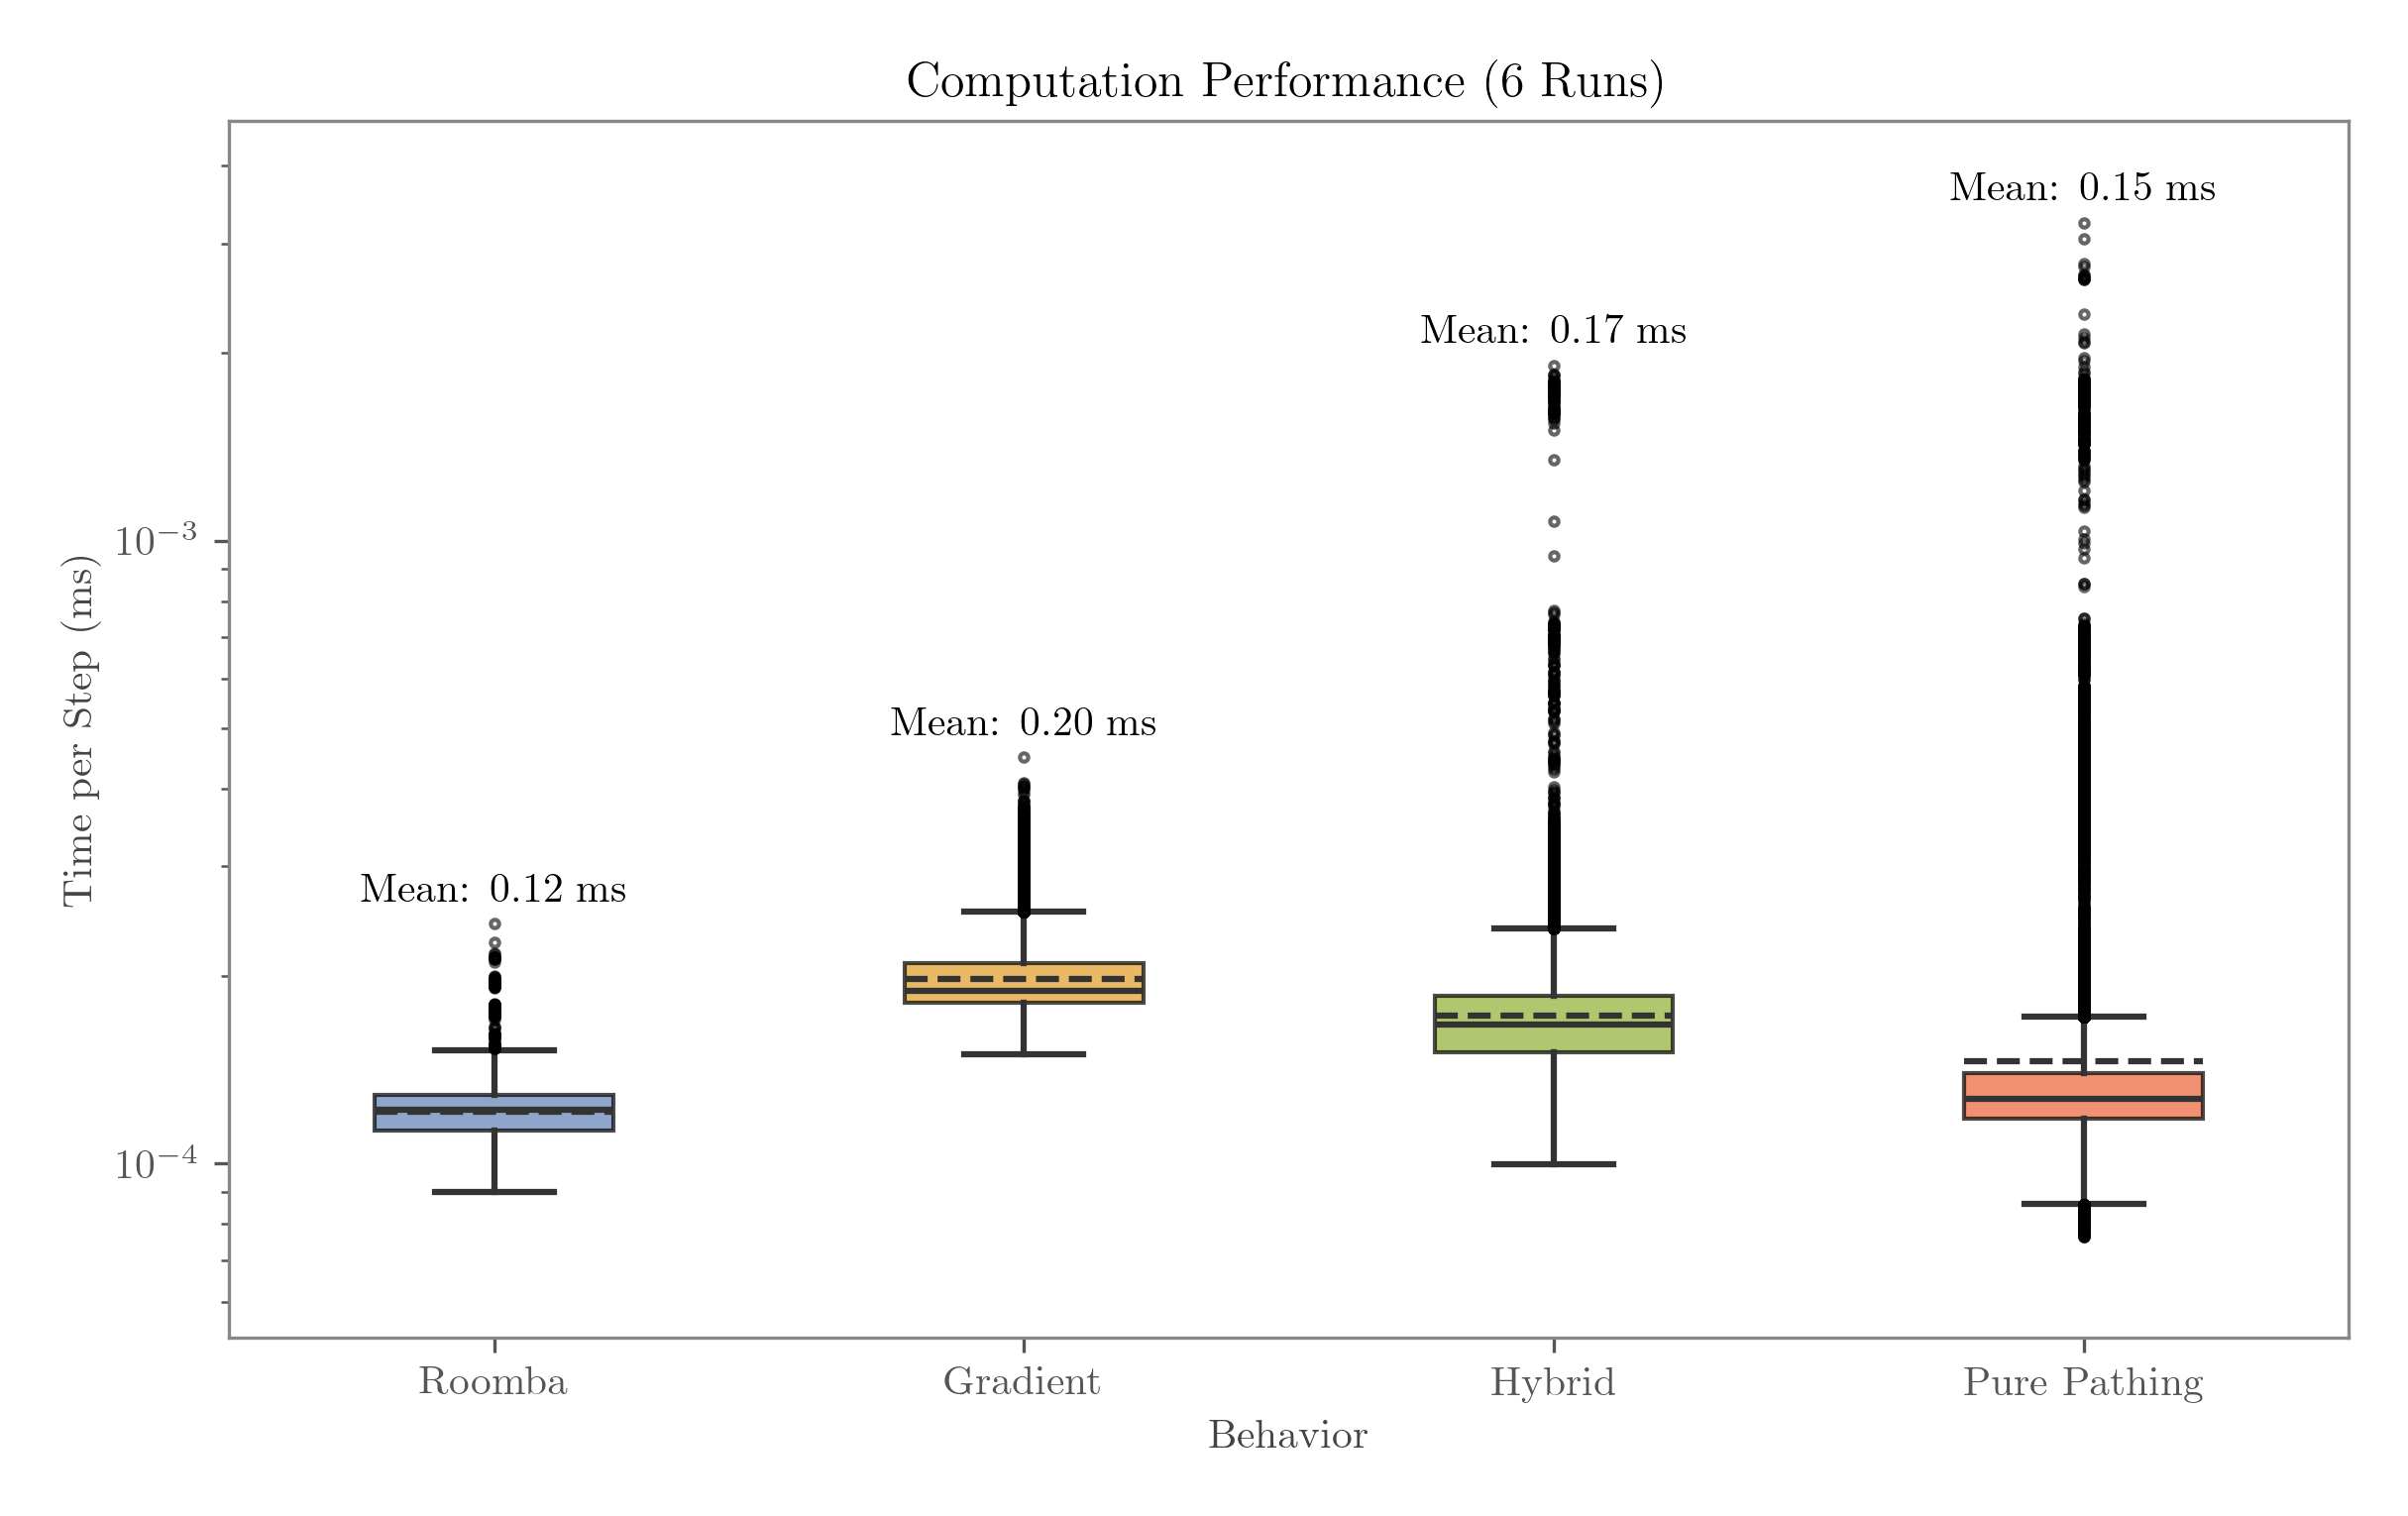 Computation Performance (6 Runs)
Mean: 0.15 ms
Mean: 0.17 ms
Mean: 0.20 ms
Mean: 0.12 ms
Time per Step (ms)
10⁻³
10⁻⁴
Roomba Gradient Hybrid Pure Pathing
Behavior